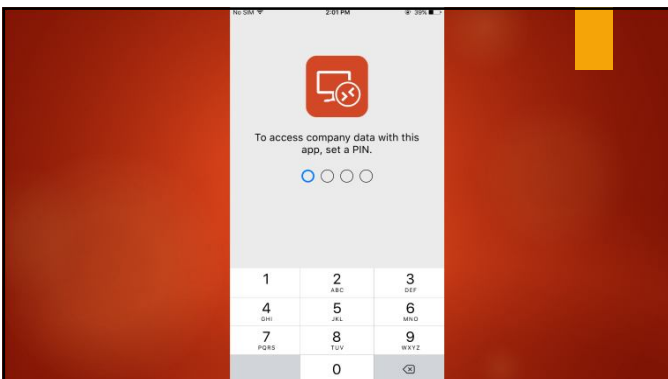 No SIM 2:01 PM 39%
To access company data with this
app, set a PIN.
1 2 3
ABC DEF
4 5 6
GHI JKL MNO
7 8 9
PQRS TUV WXYZ
0